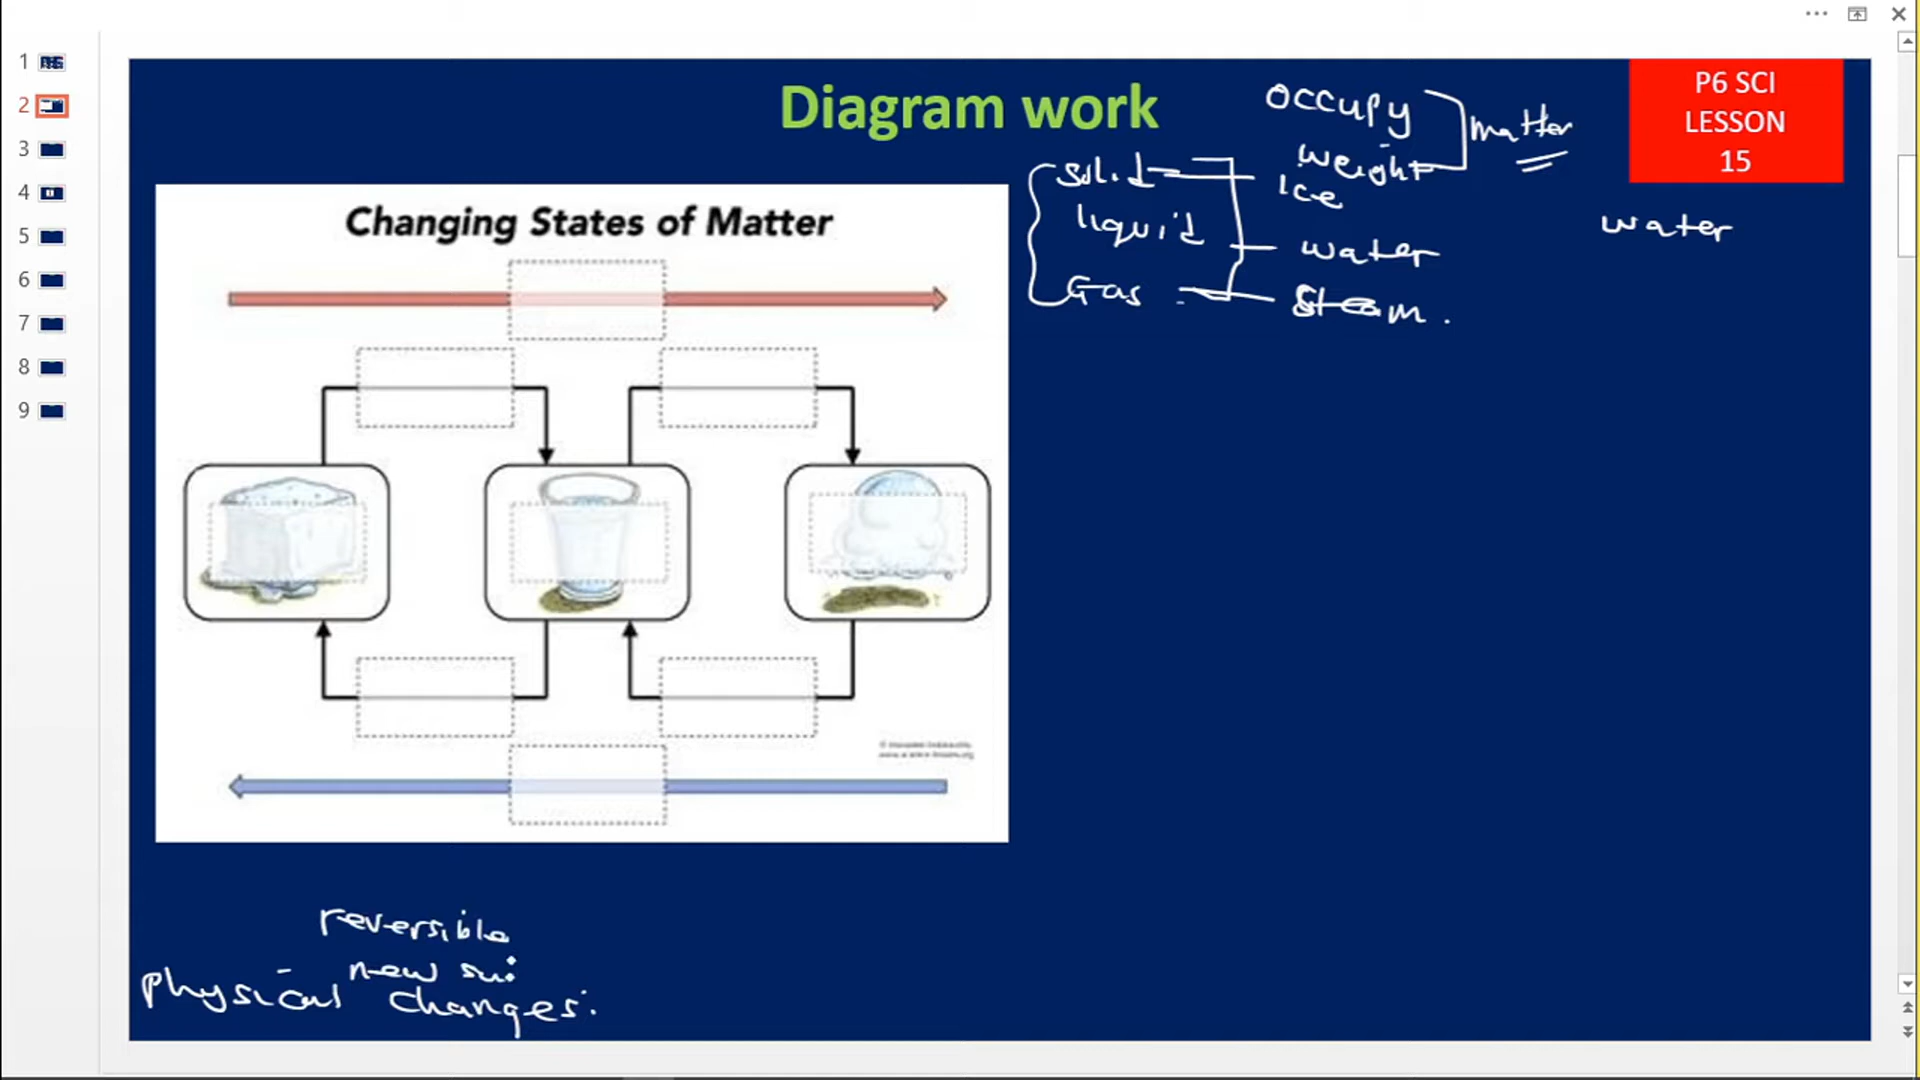 1
2
3
4
5
6
7
8
9
Diagram work
P6 SCI
LESSON
15
occupy
weight
matter
solid
Ice
liquid
water
Gas
Steam.
water
Changing States of Matter
reversible
new
physical changes.